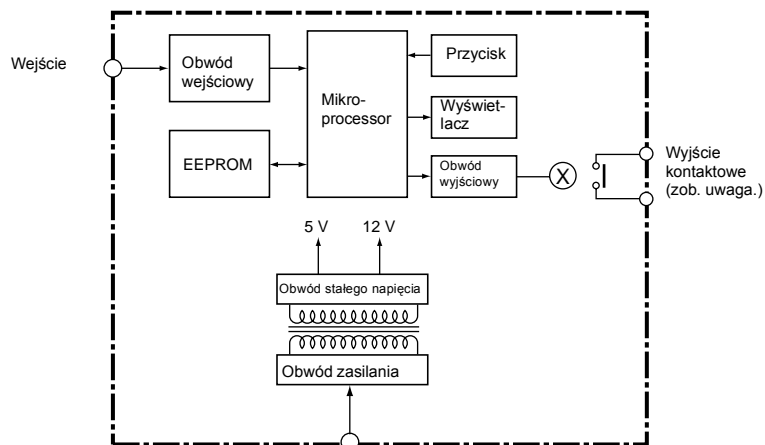 Wejście
Obwód
wejściowy
Mikro-
processor
Przycisk
Wyświet-
lacz
EEPROM
Obwód
wyjściowy
X
Wyjście
kontaktowe
(zob. uwaga.)
5 V
12 V
Obwód stałego napięcia
Obwód zasilania